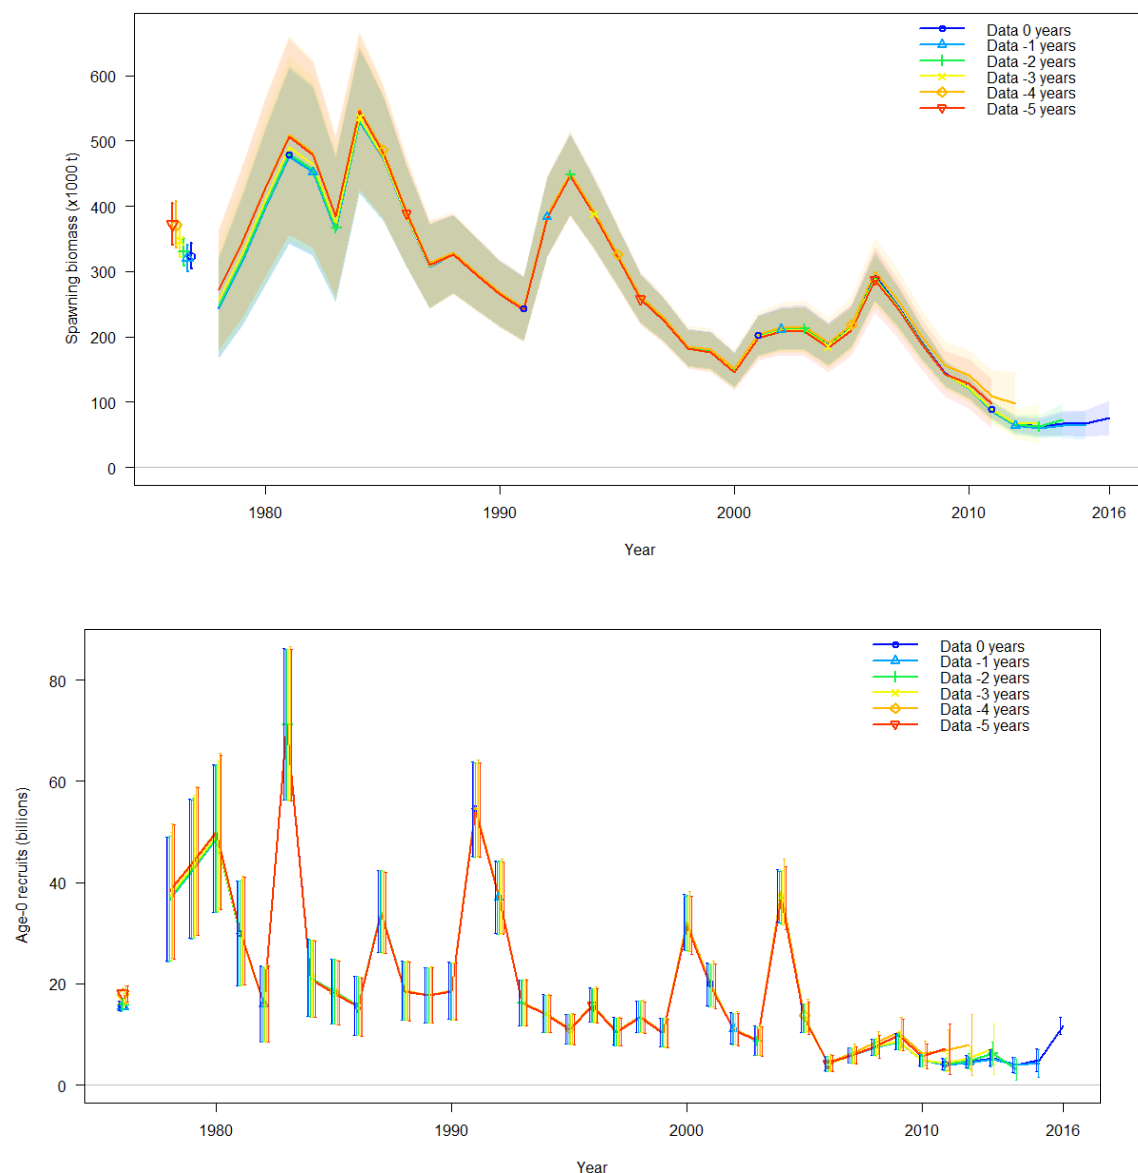 Data 0 years
Data -1 years
Data -2 years
Data -3 years
Data -4 years
Data -5 years
600
500
400
300
200
100
0
Spawning biomass (x1000 t)
1980
1990
2000
2010
2016
Year
Data 0 years
Data -1 years
Data -2 years
Data -3 years
Data -4 years
Data -5 years
80
60
40
20
0
Age-0 recruits (billions)
1980
1990
2000
2010
2016
Year